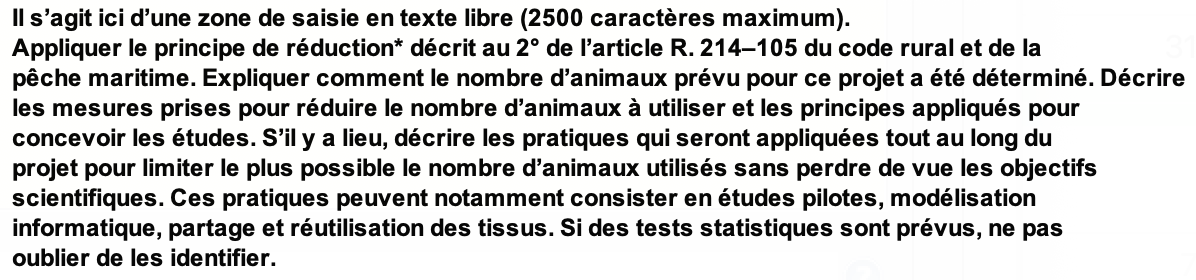 Il s’agit ici d’une zone de saisie en texte libre (2500 caractères maximum).
Appliquer le principe de réduction* décrit au 2° de l’article R. 214–105 du code rural et de la
pêche maritime. Expliquer comment le nombre d’animaux prévu pour ce projet a été déterminé. Décrire
les mesures prises pour réduire le nombre d’animaux à utiliser et les principes appliqués pour
concevoir les études. S’il y a lieu, décrire les pratiques qui seront appliquées tout au long du
projet pour limiter le plus possible le nombre d’animaux utilisés sans perdre de vue les objectifs
scientifiques. Ces pratiques peuvent notamment consister en études pilotes, modélisation
informatique, partage et réutilisation des tissus. Si des tests statistiques sont prévus, ne pas
oublier de les identifier.